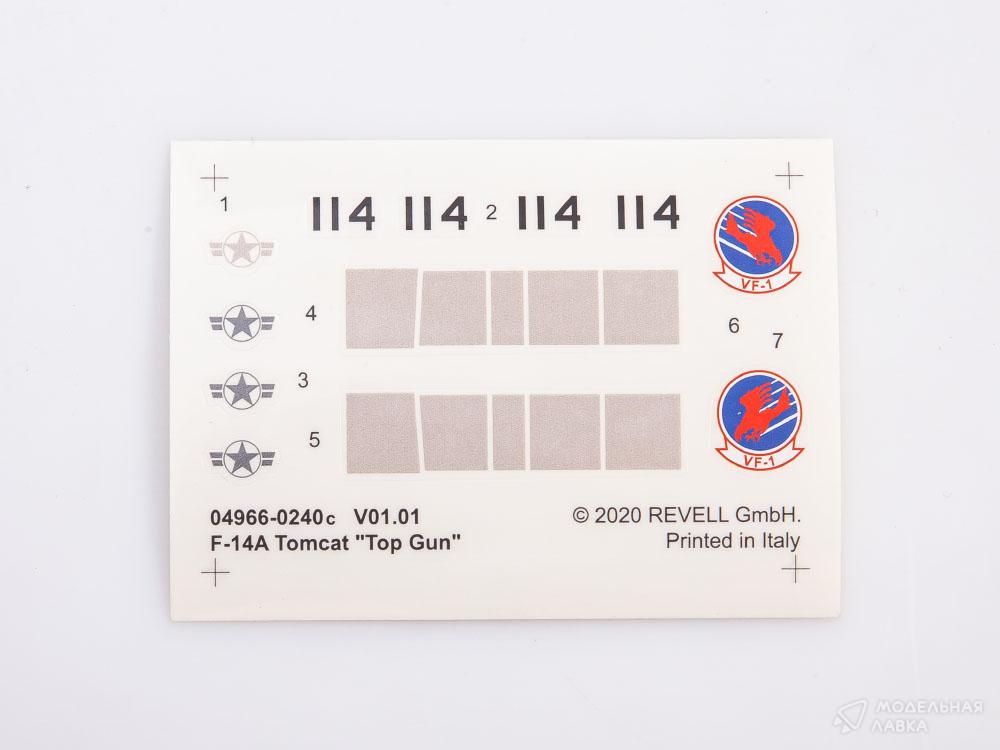 1
114 114 2 114 114
VF-1
4
6
7
3
5
VF-1
04966-0240c V01.01
F-14A Tomcat "Top Gun"
© 2020 REVELL GmbH.
Printed in Italy
МОДЕЛЬНАЯ
ЛАВКА